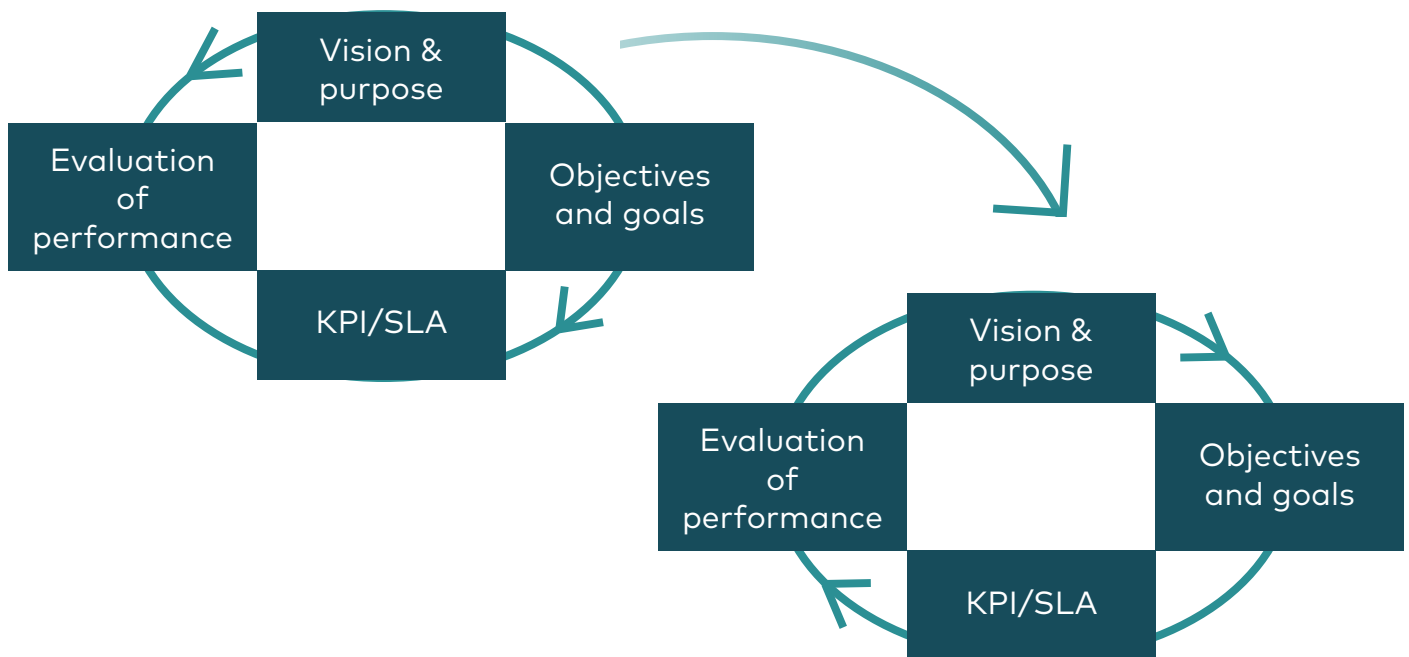 Vision &
purpose
Evaluation
of
performance
Objectives
and goals
KPI/SLA
Vision &
purpose
Evaluation
of
performance
Objectives
and goals
KPI/SLA